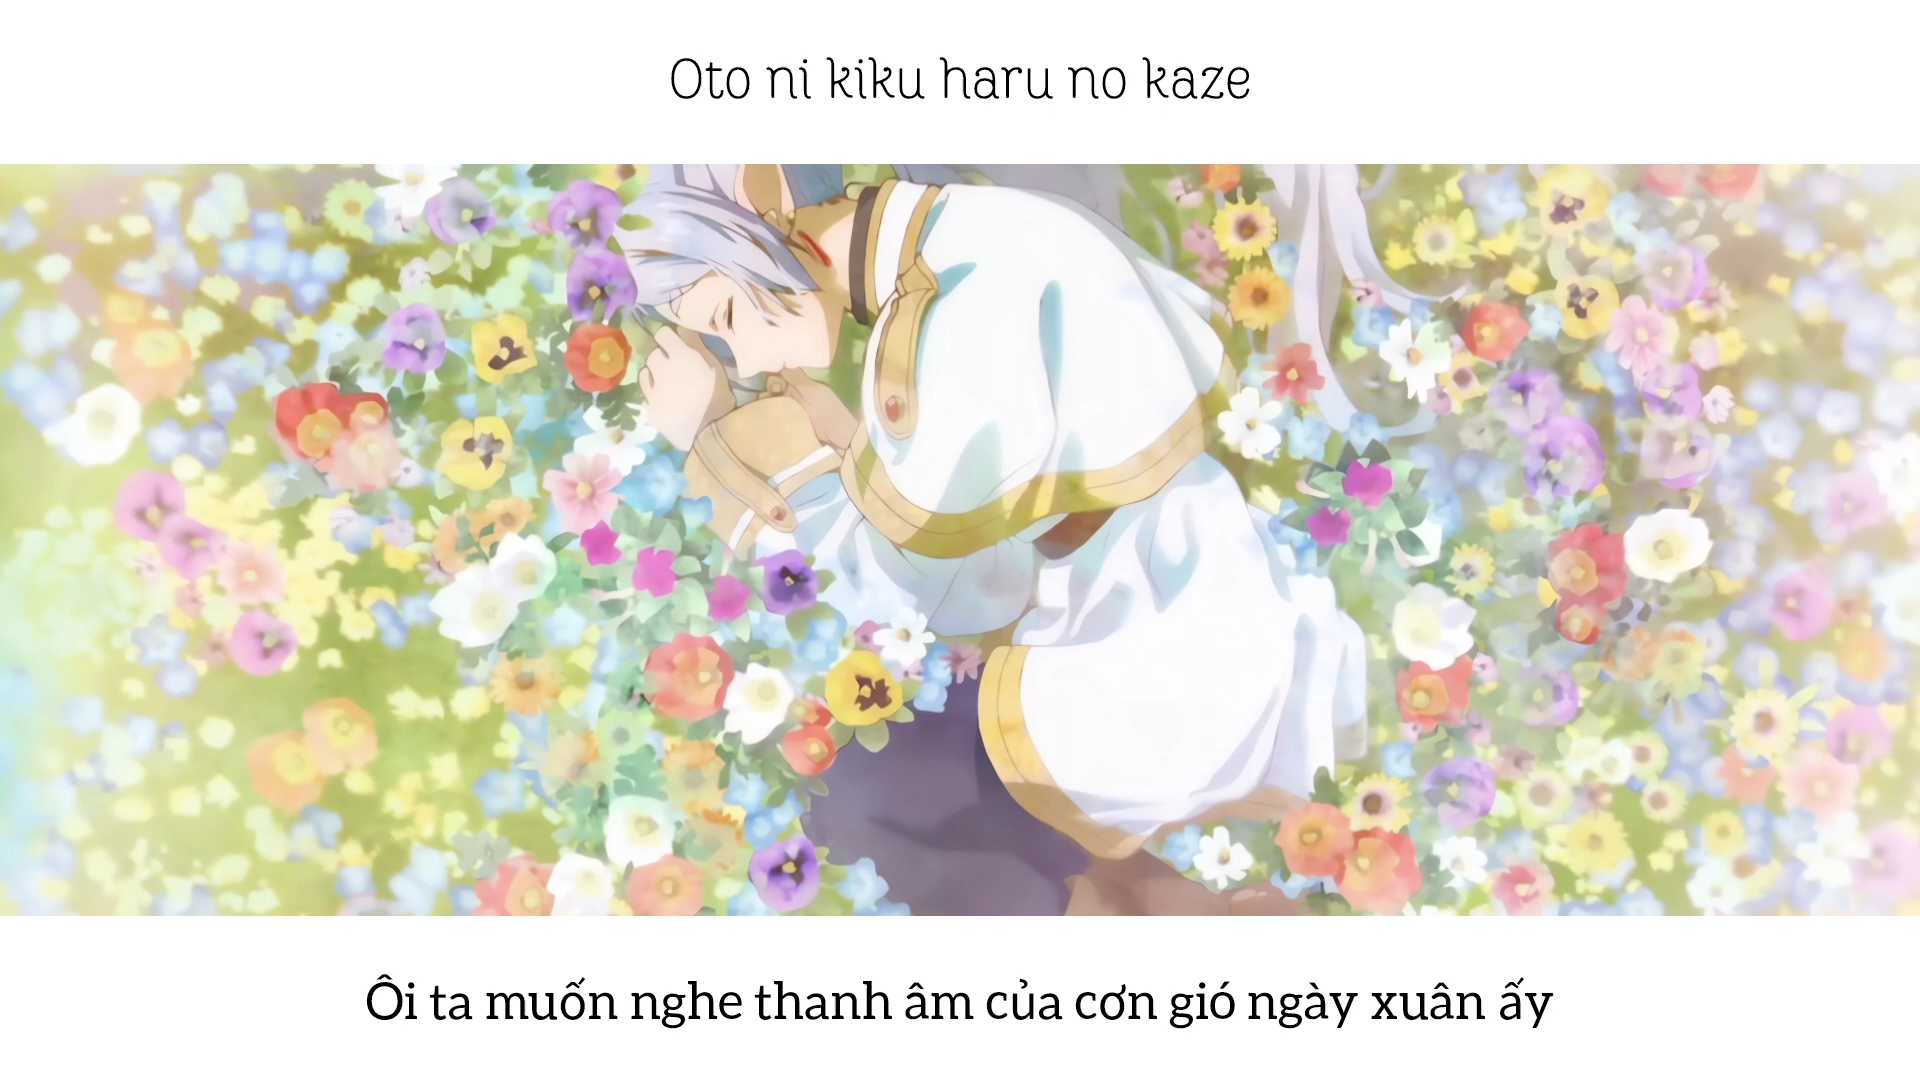 Oto ni kiku haru no kaze
Ôi ta muốn nghe thanh âm của cơn gió ngày xuân ấy